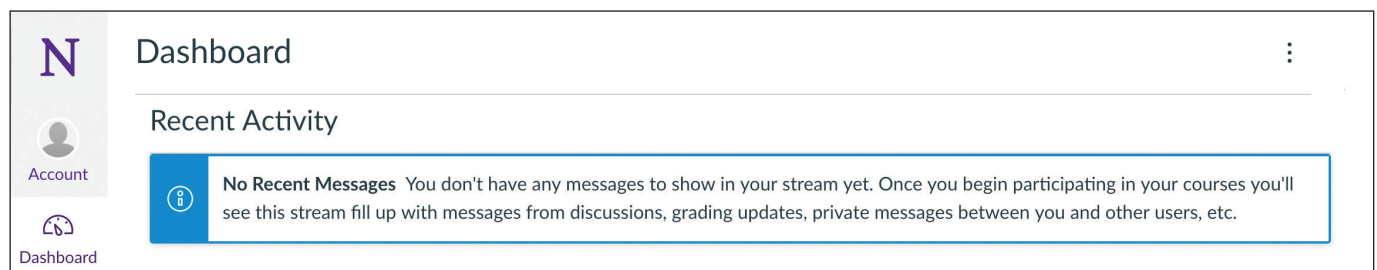 N
Dashboard
Recent Activity
Account
No Recent Messages  You don't have any messages to show in your stream yet. Once you begin participating in your courses you'll
see this stream fill up with messages from discussions, grading updates, private messages between you and other users, etc.
Dashboard